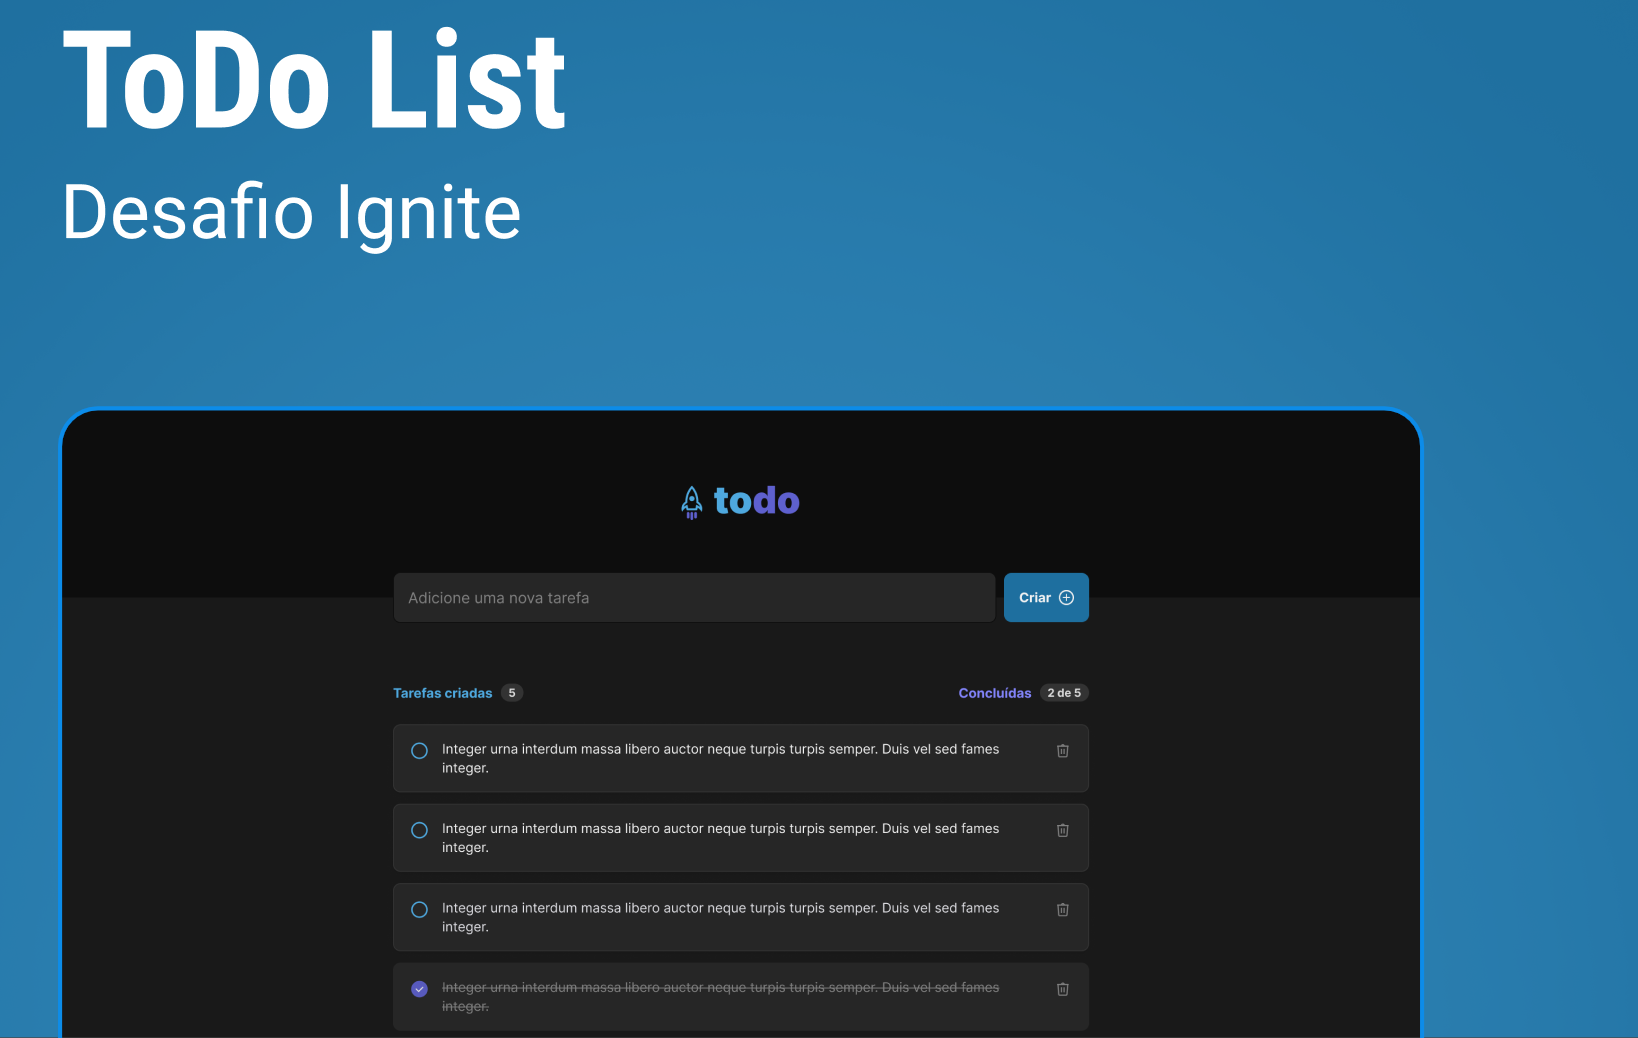 ToDo List
Desafio Ignite
todo
Adicione uma nova tarefa
Criar
Tarefas criadas 5
Concluídas 2 de 5
Integer urna interdum massa libero auctor neque turpis turpis semper. Duis vel sed fames
integer.
Integer urna interdum massa libero auctor neque turpis turpis semper. Duis vel sed fames
integer.
Integer urna interdum massa libero auctor neque turpis turpis semper. Duis vel sed fames
integer.
Integer urna interdum massa libero auctor neque turpis turpis semper. Duis vel sed fames
integer.